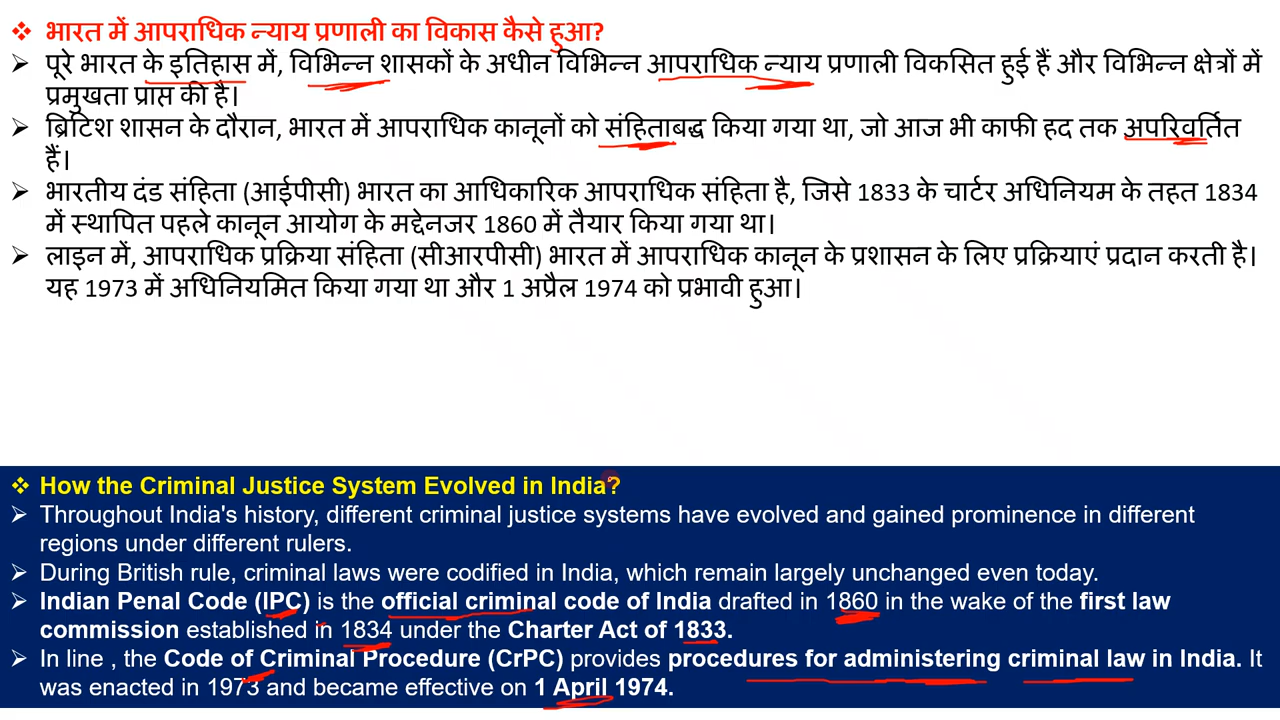 ❖ भारत में आपराधिक न्याय प्रणाली का विकास कैसे हुआ?
➢ पूरे भारत के इतिहास में, विभिन्न शासकों के अधीन विभिन्न आपराधिक न्याय प्रणाली विकसित हुई हैं और विभिन्न क्षेत्रों में
प्रमुखता प्राप्त की है।
➢ ब्रिटिश शासन के दौरान, भारत में आपराधिक कानूनों को संहिताबद्ध किया गया था, जो आज भी काफी हद तक अपरिवर्तित
हैं।
➢ भारतीय दंड संहिता (आईपीसी) भारत का आधिकारिक आपराधिक संहिता है, जिसे 1833 के चार्टर अधिनियम के तहत 1834
में स्थापित पहले कानून आयोग के मद्देनजर 1860 में तैयार किया गया था।
➢ लाइन में, आपराधिक प्रक्रिया संहिता (सीआरपीसी) भारत में आपराधिक कानून के प्रशासन के लिए प्रक्रियाएं प्रदान करती है।
यह 1973 में अधिनियमित किया गया था और 1 अप्रैल 1974 को प्रभावी हुआ।
❖ How the Criminal Justice System Evolved in India?
➢ Throughout India's history, different criminal justice systems have evolved and gained prominence in different
regions under different rulers.
➢ During British rule, criminal laws were codified in India, which remain largely unchanged even today.
➢ Indian Penal Code (IPC) is the official criminal code of India drafted in 1860 in the wake of the first law
commission established in 1834 under the Charter Act of 1833.
➢ In line , the Code of Criminal Procedure (CrPC) provides procedures for administering criminal law in India. It
was enacted in 1973 and became effective on 1 April 1974.